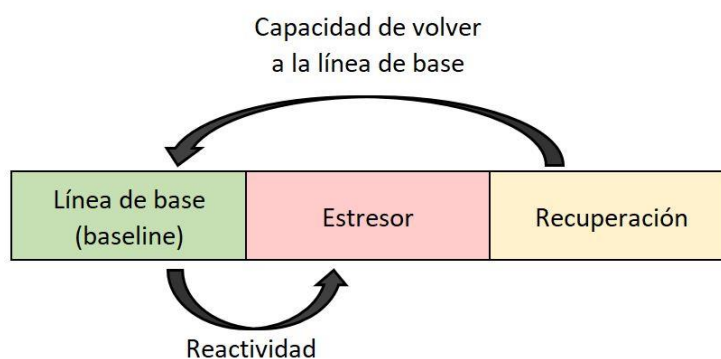 Capacidad de volver
a la línea de base
Línea de base
(baseline)
Estresor
Recuperación
Reactividad